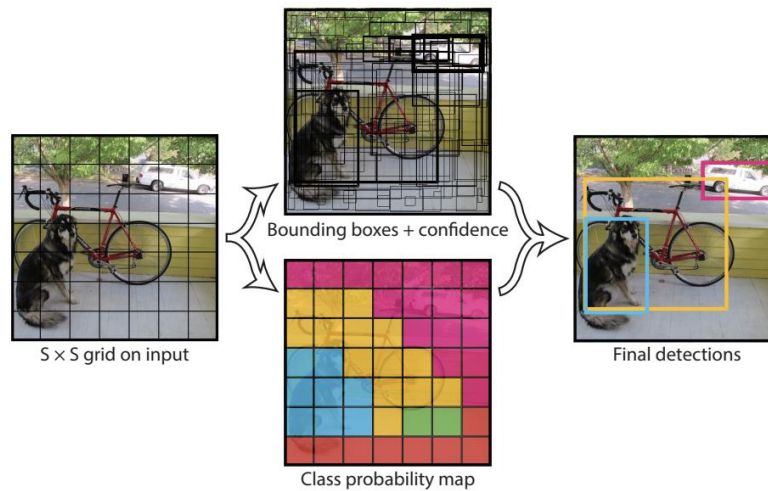 S × S grid on input
Bounding boxes + confidence
Class probability map
Final detections